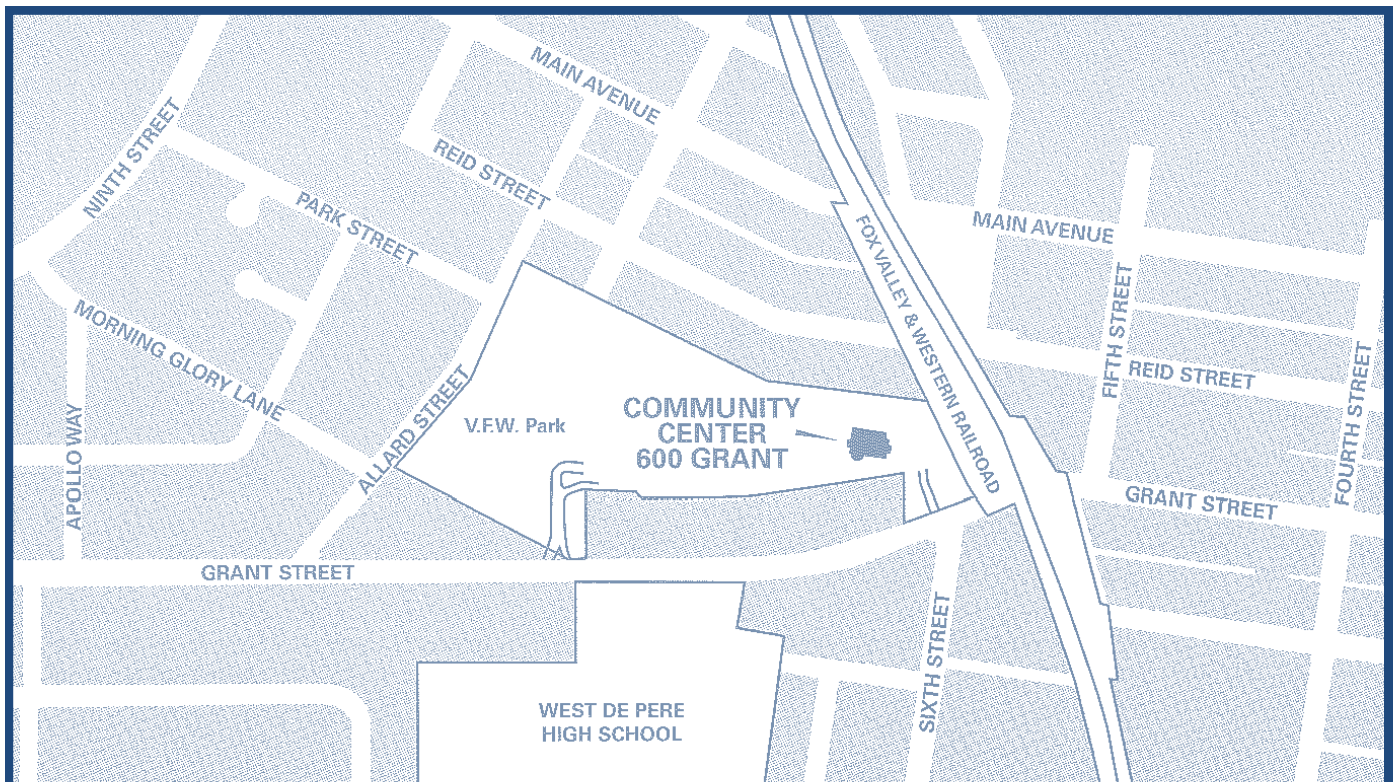 MAIN AVENUE
NINTH STREET
REID STREET
PARK STREET
MAIN AVENUE
FOX VALLEY & WESTERN RAILROAD
FIFTH STREET
MORNING GLORY LANE
REID STREET
FOURTH STREET
ALLARD STREET
V.F.W. Park
COMMUNITY
CENTER
600 GRANT
APOLLO WAY
GRANT STREET
GRANT STREET
SIXTH STREET
WEST DE PERE
HIGH SCHOOL